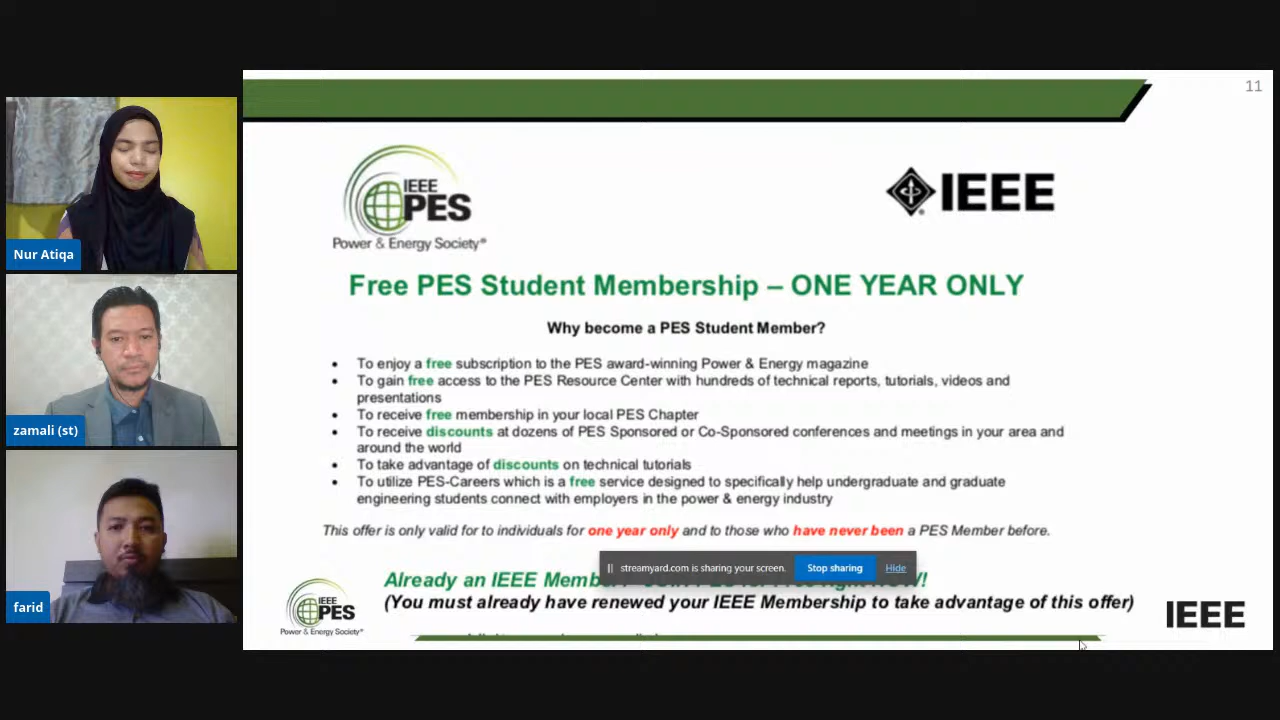 11
Nur Atiqa
zamali (st)
farid
IEEE
PES
Power & Energy Society®
IEEE
Free PES Student Membership – ONE YEAR ONLY
Why become a PES Student Member?
• To enjoy a free subscription to the PES award-winning Power & Energy magazine
• To gain free access to the PES Resource Center with hundreds of technical reports, tutorials, videos and
presentations
• To receive free membership in your local PES Chapter
• To receive discounts at dozens of PES Sponsored or Co-Sponsored conferences and meetings in your area and
around the world
• To take advantage of discounts on technical tutorials
• To utilize PES-Careers which is a free service designed to specifically help undergraduate and graduate
engineering students connect with employers in the power & energy industry
This offer is only valid for to individuals for one year only and to those who have never been a PES Member before.
streamyard.com is sharing your screen. Stop sharing Hide
Already an IEEE
(You must already have renewed your IEEE Membership to take advantage of this offer)
IEEE
PES
Power & Energy Society®
IEEE